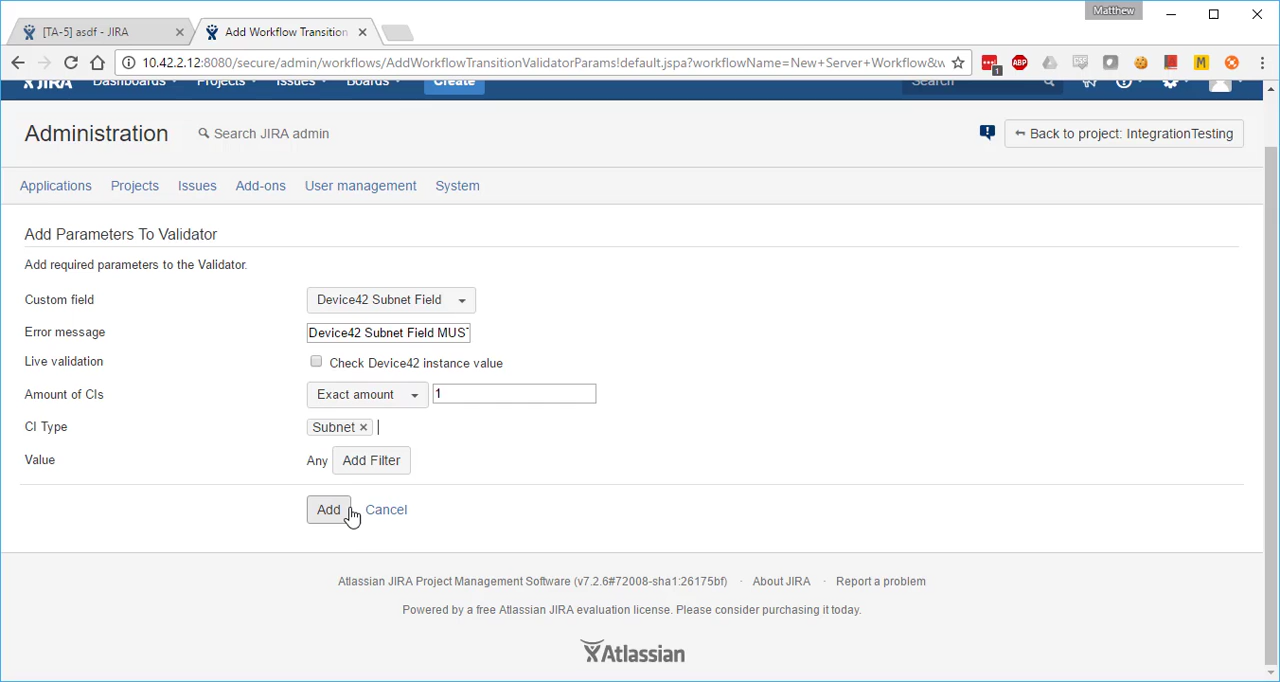 Matthew
[TA-5] asdf - JIRA
Add Workflow Transition
10.42.2.12:8080/secure/admin/workflows/AddWorkflowTransitionValidatorParams!default.jspa?workflowName=New+Server+Workflow&w
1
ABP
CSS
M
JIRA Dashboards Projects Issues Boards Create Search
Administration Search JIRA admin Back to project: IntegrationTesting
Applications Projects Issues Add-ons User management System
Add Parameters To Validator
Add required parameters to the Validator.
Custom field Device42 Subnet Field
Error message Device42 Subnet Field MUST
Live validation Check Device42 instance value
Amount of CIs Exact amount 1
CI Type Subnet ×
Value Any Add Filter
Add Cancel
Atlassian JIRA Project Management Software (v7.2.6#72008-sha1:26175bf) · About JIRA · Report a problem
Powered by a free Atlassian JIRA evaluation license. Please consider purchasing it today.
Atlassian